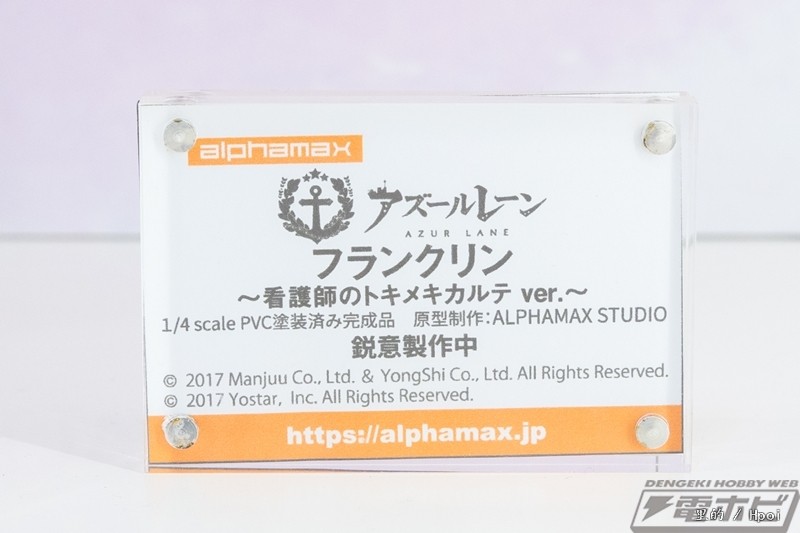 alphamax
アズールレーン
AZUR LANE
フランクリン
～看護師のトキメキカルテ ver.～
1/4 scale PVC塗装済み完成品　原型制作：ALPHAMAX STUDIO
鋭意製作中
© 2017 Manjuu Co., Ltd. & YongShi Co., Ltd. All Rights Reserved.
© 2017 Yostar, Inc. All Rights Reserved.
https://alphamax.jp
DENGEKI HOBBY WEB
電ホビ
里的 / Hpoi